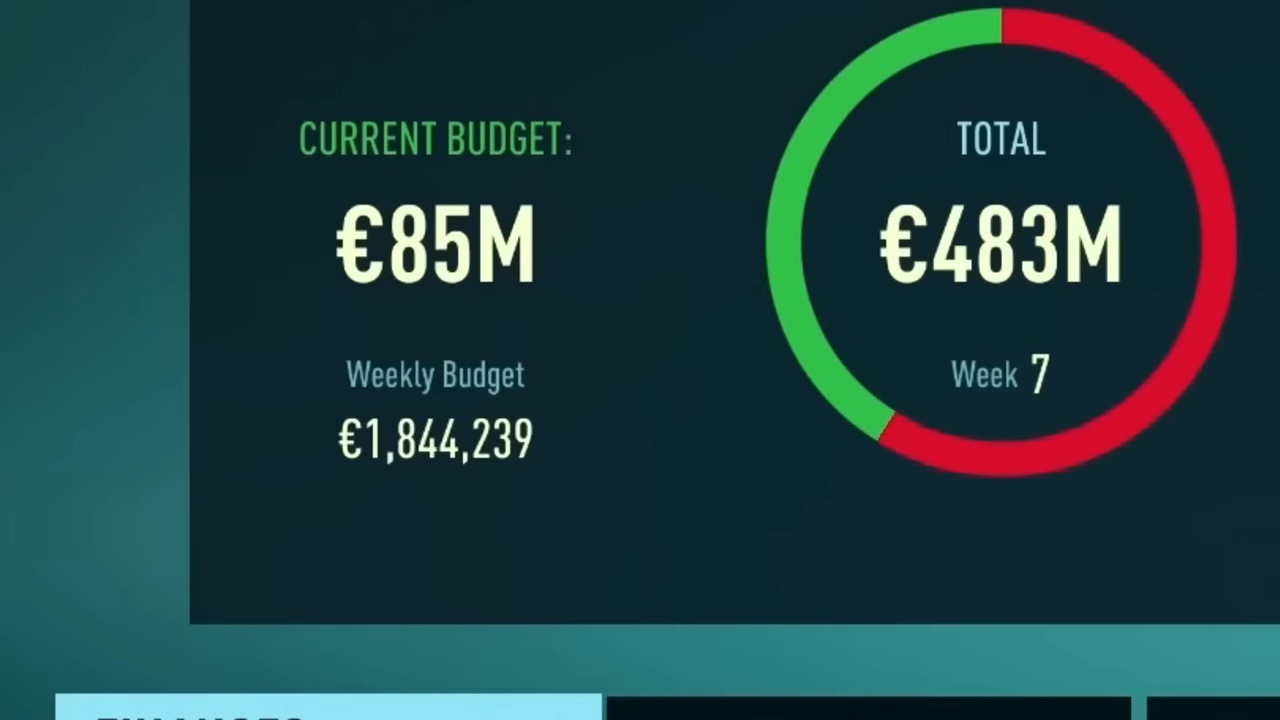 CURRENT BUDGET:
€85M
Weekly Budget
€1,844,239
TOTAL
€483M
Week 7